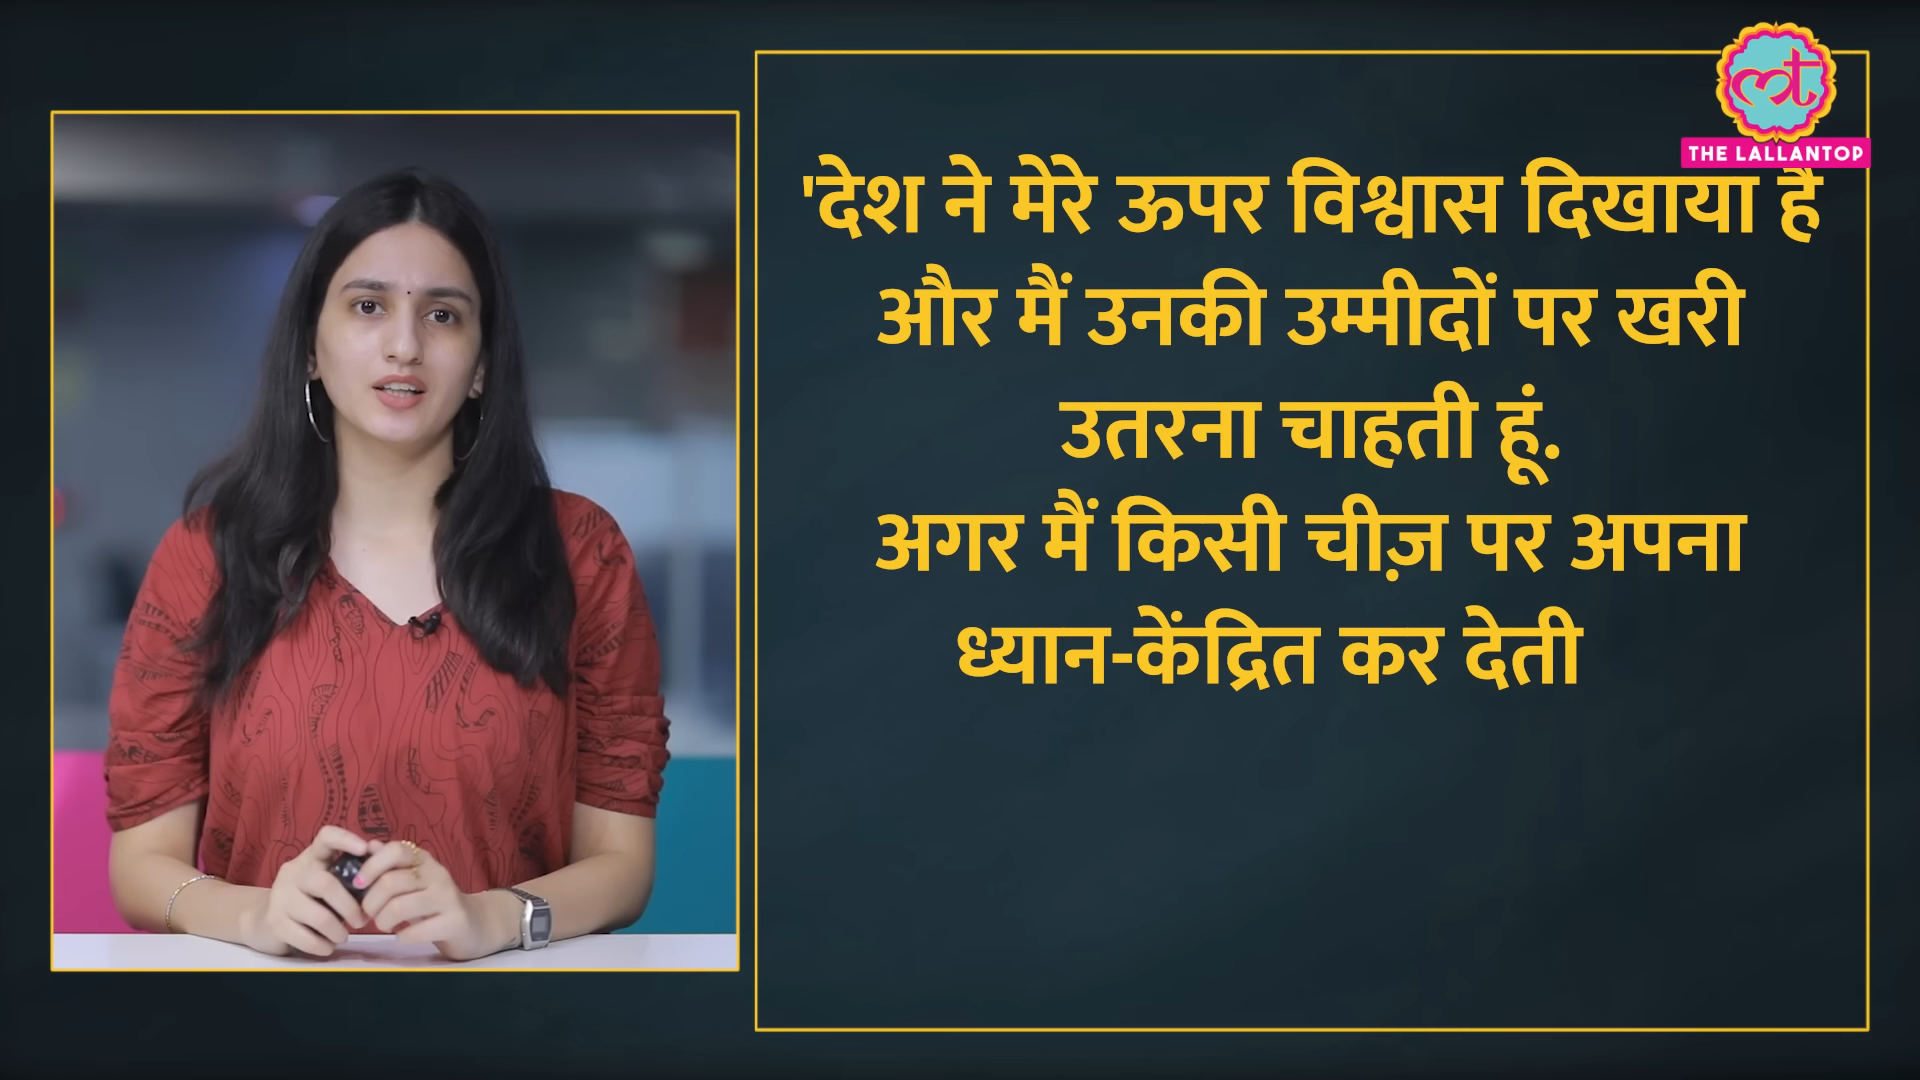 THE LALLANTOP
'देश ने मेरे ऊपर विश्वास दिखाया है
और मैं उनकी उम्मीदों पर खरी
उतरना चाहती हूं.
अगर मैं किसी चीज़ पर अपना
ध्यान-केंद्रित कर देती